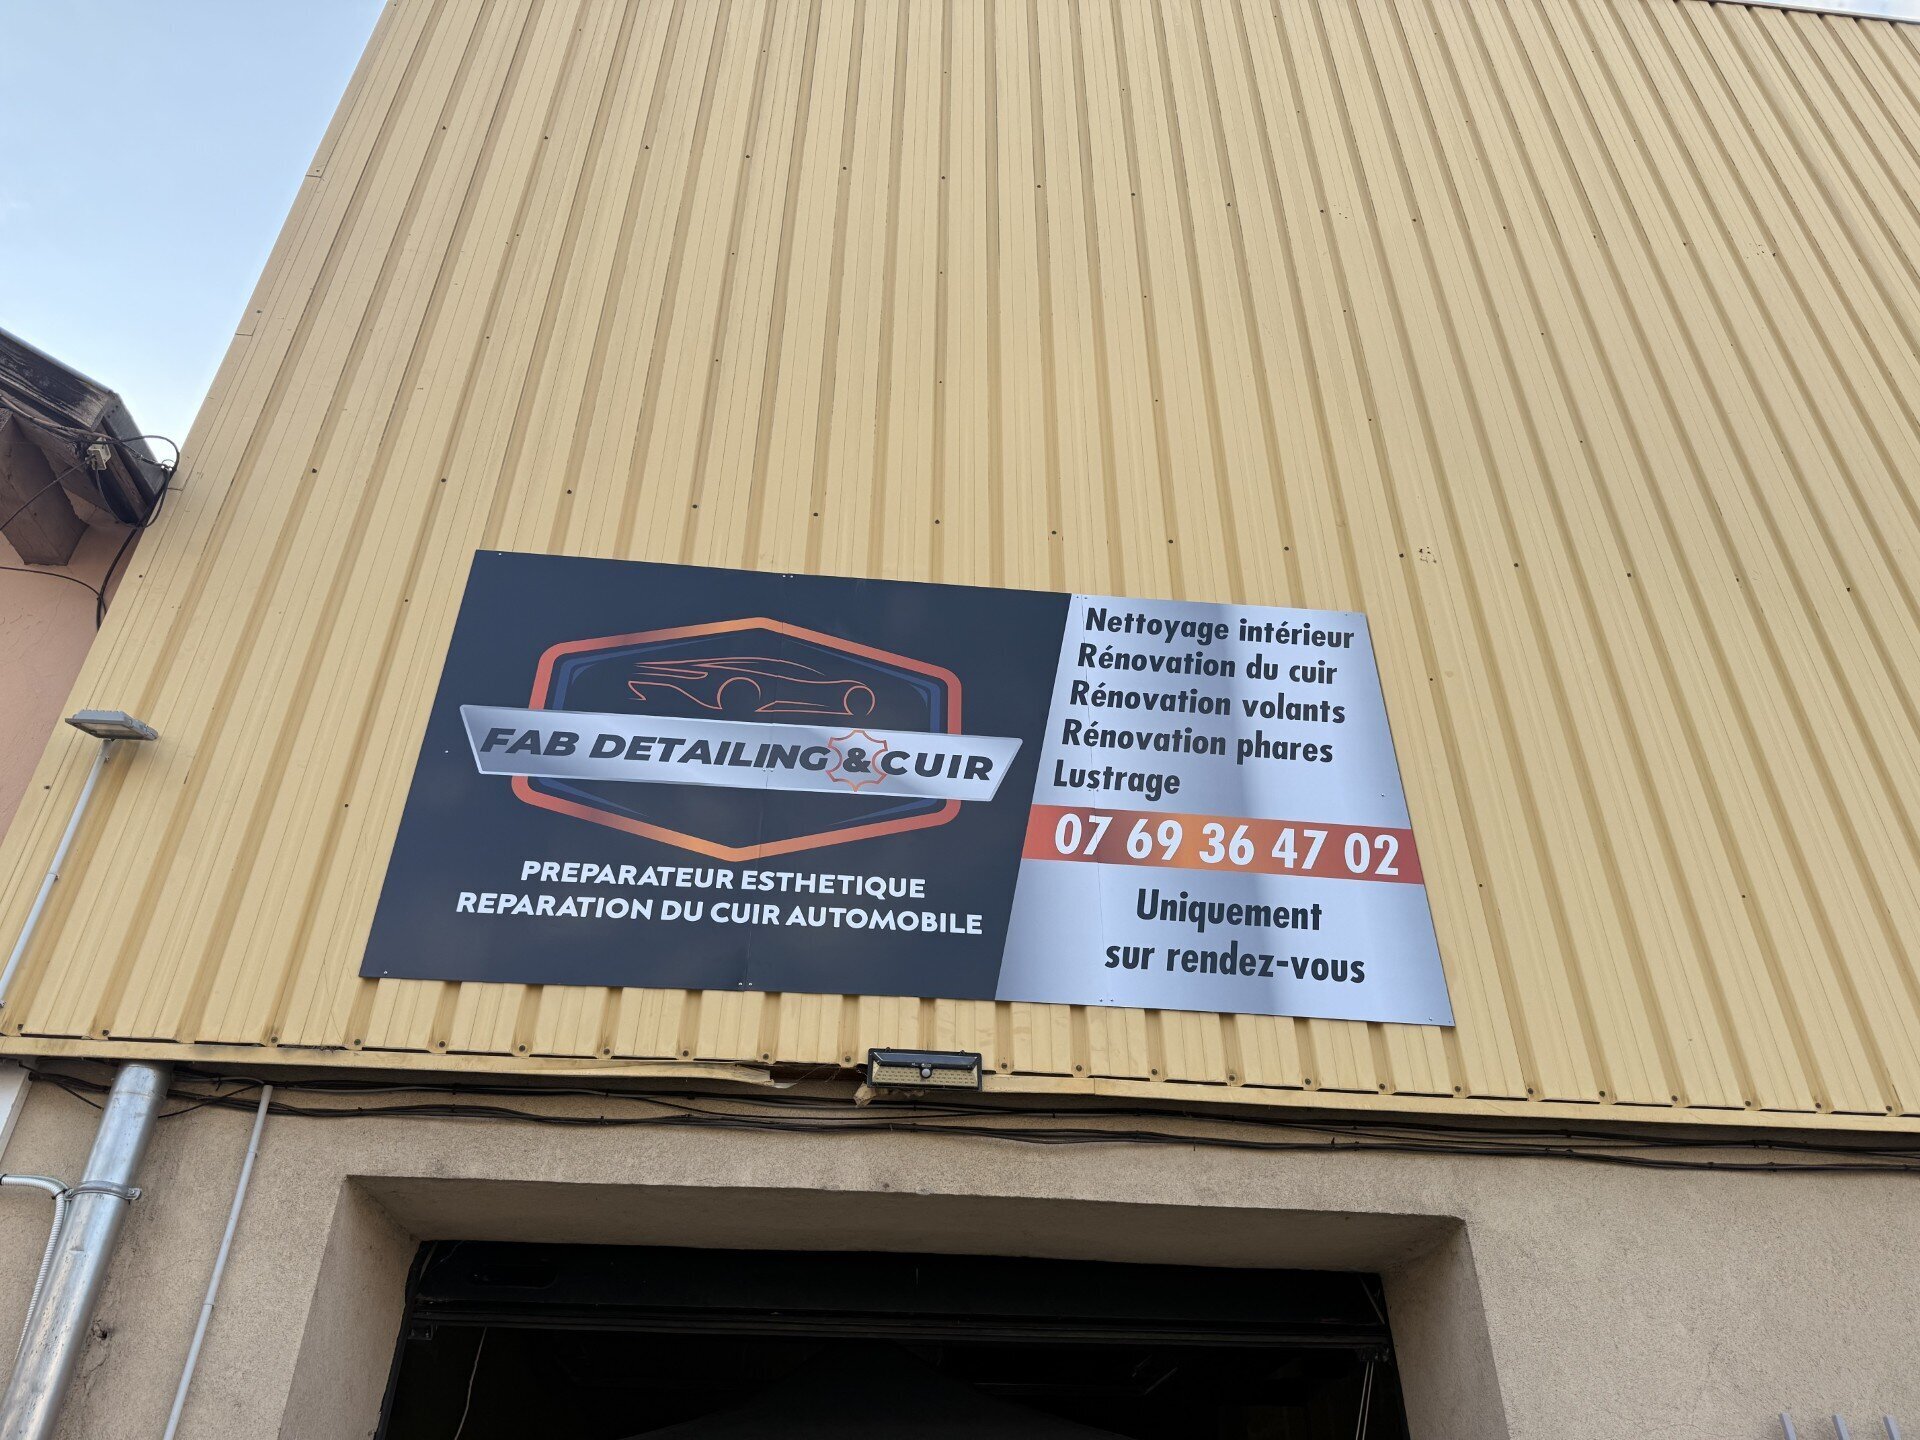 FAB DETAILING & CUIR
PREPARATEUR ESTHETIQUE
REPARATION DU CUIR AUTOMOBILE
Nettoyage intérieur
Rénovation du cuir
Rénovation volants
Rénovation phares
Lustrage
07 69 36 47 02
Uniquement
sur rendez-vous